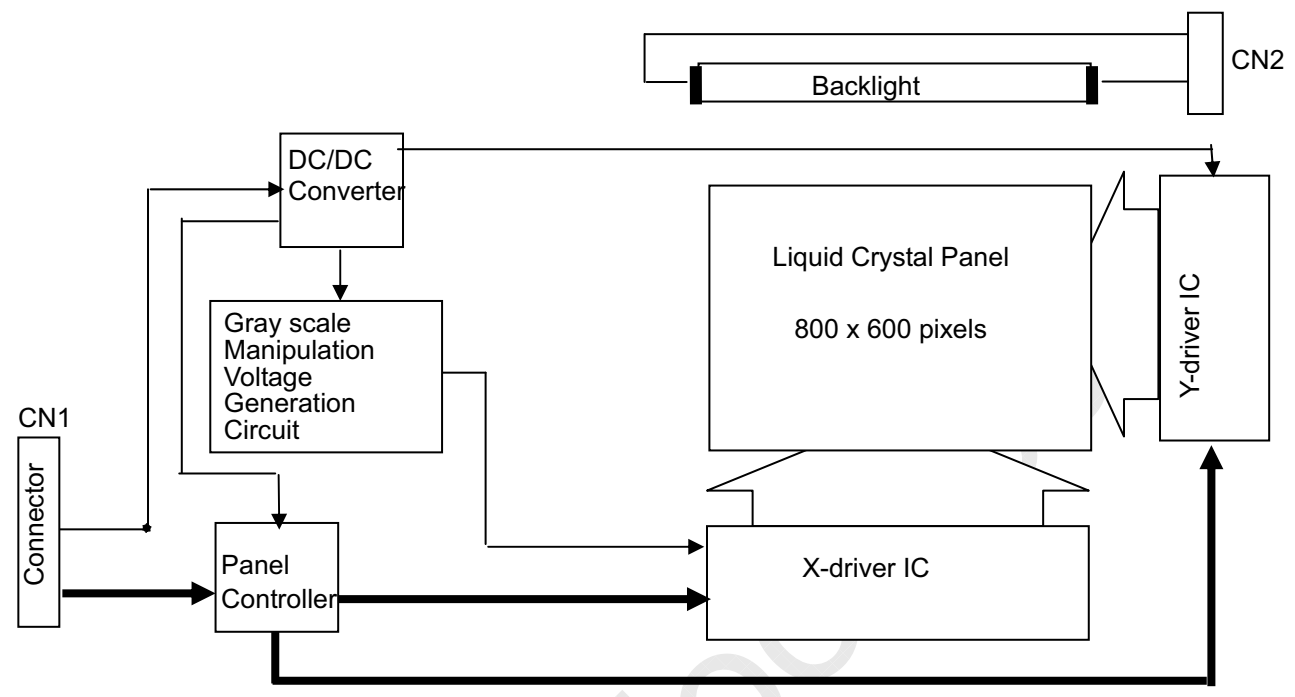 CN2
Backlight
DC/DC
Converter
Liquid Crystal Panel
800 x 600 pixels
Y-driver IC
Gray scale
Manipulation
Voltage
Generation
Circuit
CN1
Connector
Panel
Controller
X-driver IC